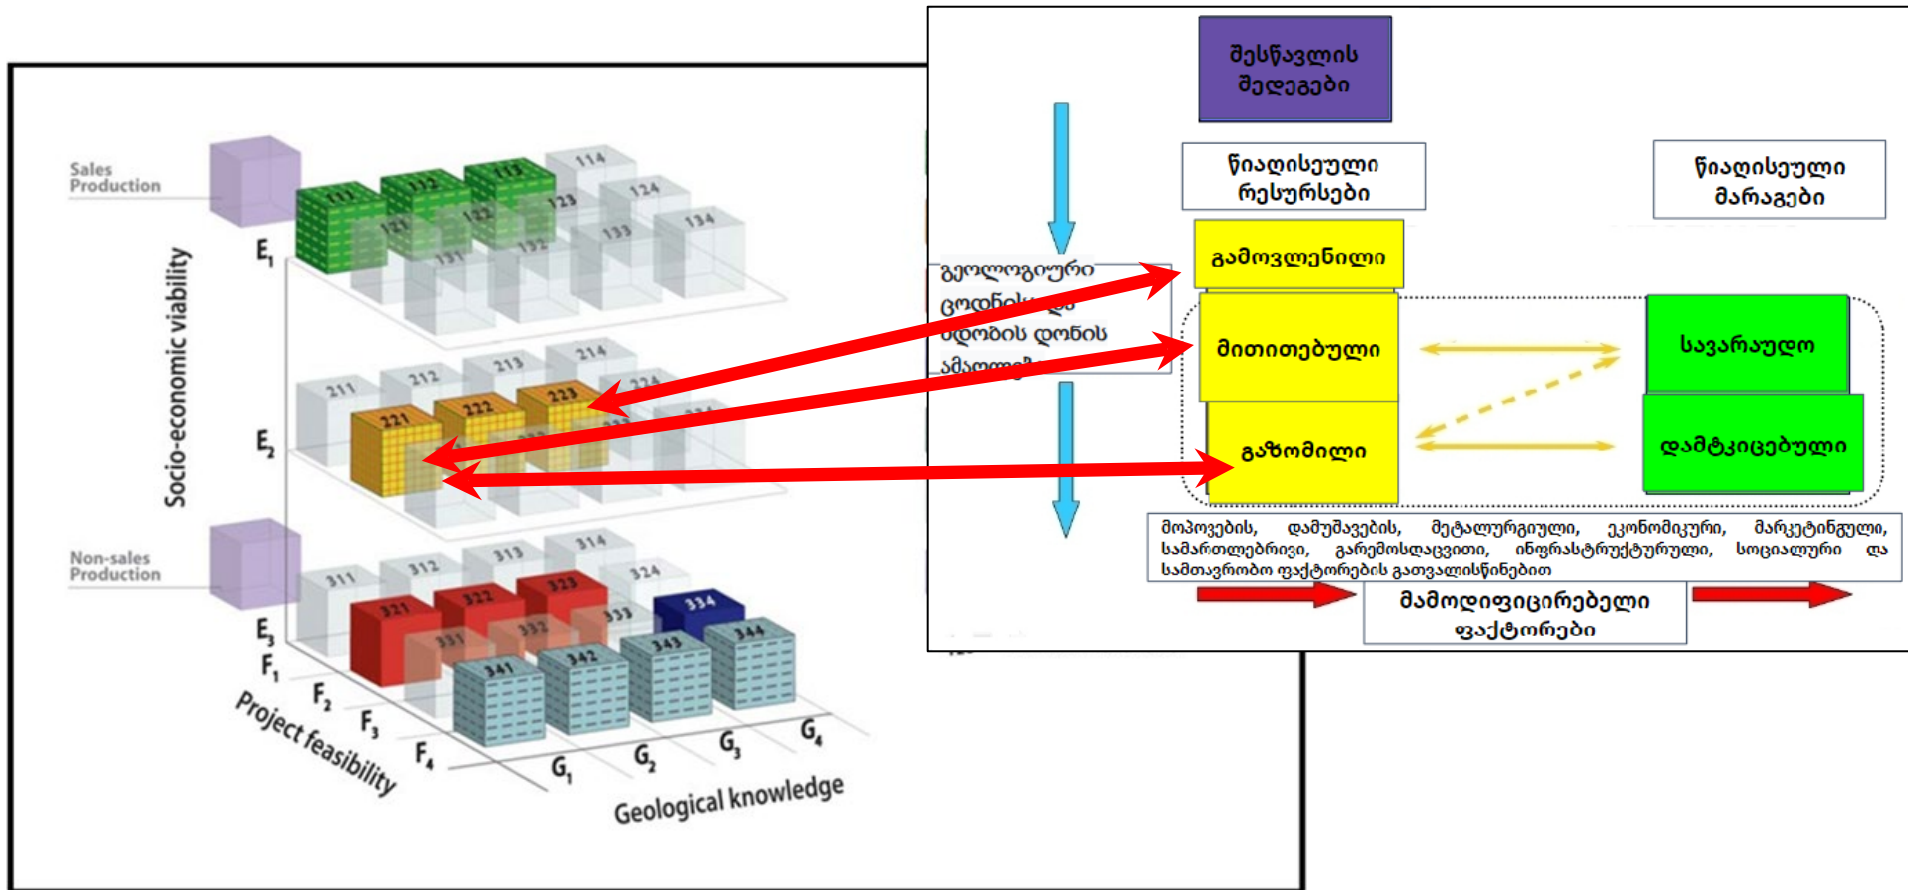 Sales
Production
Socio-economic viability
Non-sales
Production
E1
E2
E3
F1
F2
F3
F4
Project feasibility
G1
G2
G3
G4
Geological knowledge
111
112
113
114
121
122
123
124
131
132
133
134
211
212
213
214
221
222
223
224
311
312
313
314
321
322
323
324
331
332
333
334
341
342
343
344
შესწავლის
შედეგები
წიაღისეული
რესურსები
წიაღისეული
მარაგები
გამოვლენილი
გეოლოგიური
დონის
მითითებული
სავარაუდო
გაზომილი
დამტკიცებული
მოპოვების, დამუშავების, მეტალურგიული, ეკონომიკური, მარკეტინგული,
სამართლებრივი, გარემოსდაცვითი, ინფრასტრუქტურული, სოციალური და
სამთავრობო ფაქტორების გათვალისწინებით
მამოდიფიცირებელი
ფაქტორები